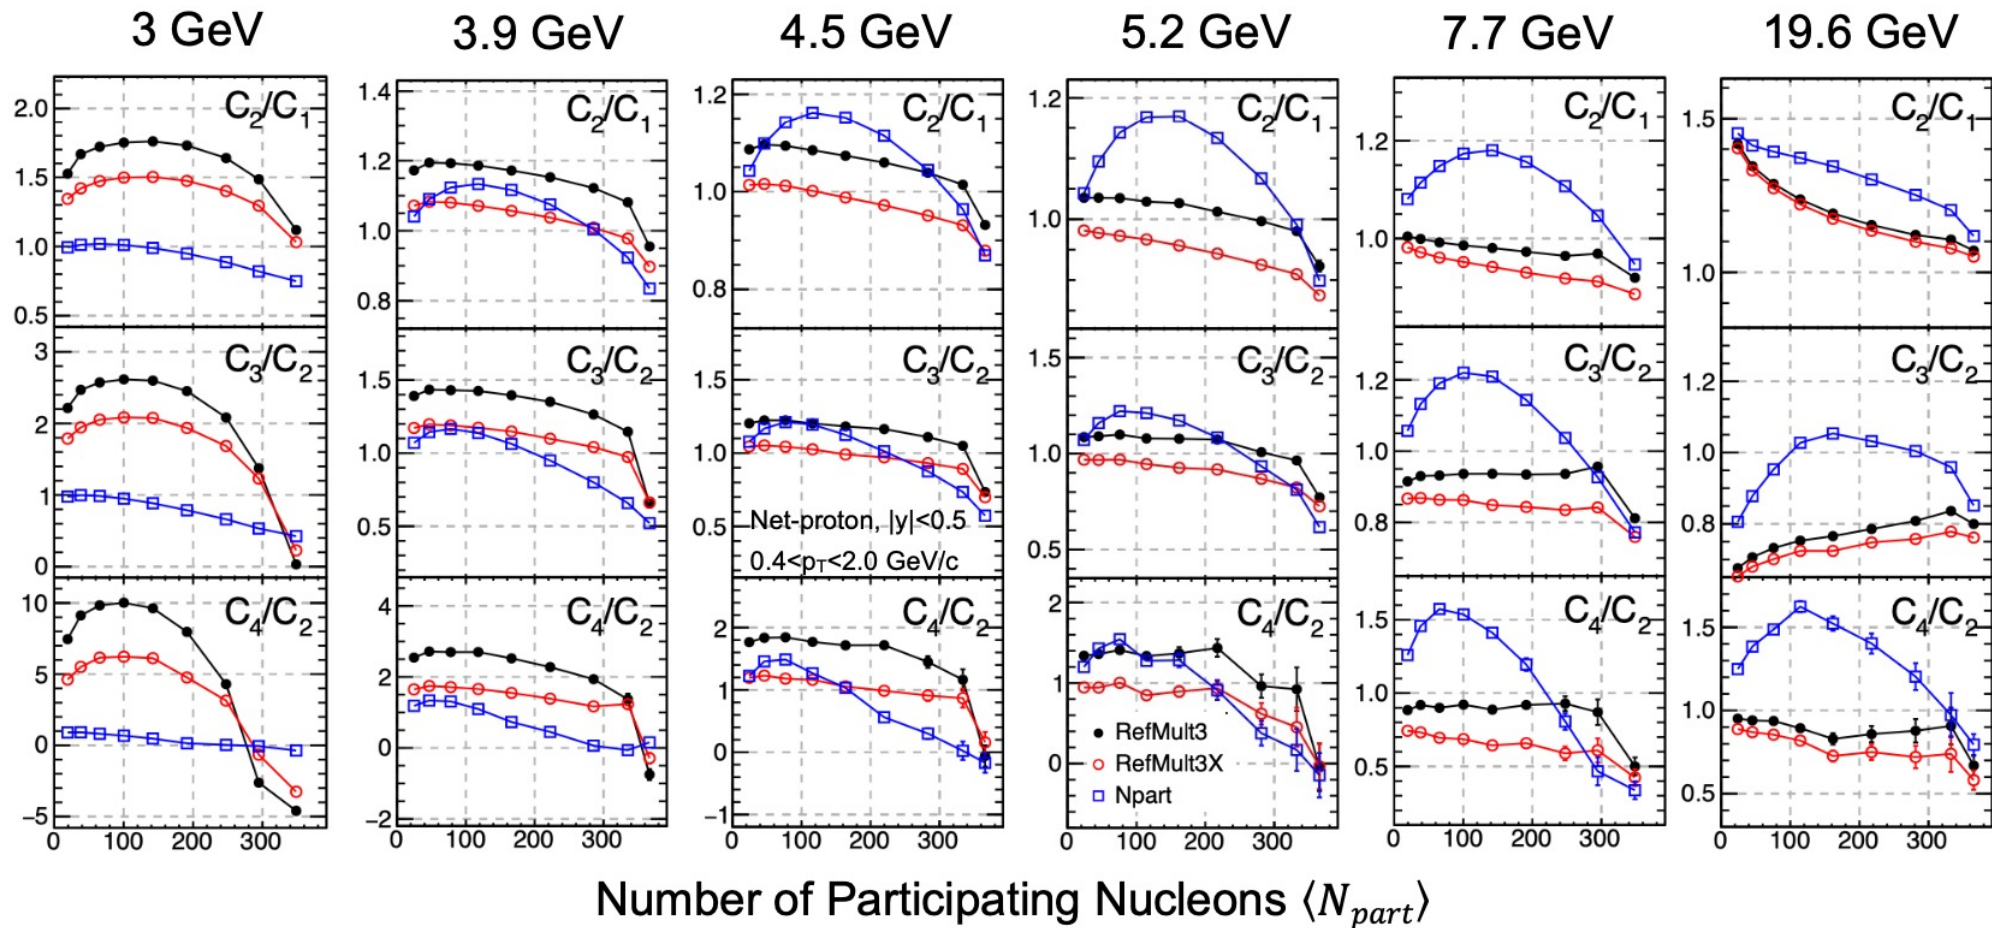 3 GeV 3.9 GeV 4.5 GeV 5.2 GeV 7.7 GeV 19.6 GeV
C₂/C₁ C₂/C₁ C₂/C₁ C₂/C₁ C₂/C₁ C₂/C₁
2.0 1.5 1.0 0.5
1.4 1.2 1.0 0.8
1.2 1.0 0.8
1.2 1.0
1.2 1.0
1.5 1.0
C₃/C₂ C₃/C₂ C₃/C₂ C₃/C₂ C₃/C₂ C₃/C₂
3 2 1 0
1.5 1.0 0.5
1.5 1.0 0.5
1.5 1.0 0.5
1.2 1.0 0.8
1.2 1.0 0.8
Net-proton, |y|<0.5
0.4<p_T<2.0 GeV/c
C₄/C₂ C₄/C₂ C₄/C₂ C₄/C₂ C₄/C₂ C₄/C₂
10 5 0 −5
4 2 0 −2
2 1 0 −1
2 1 0
1.5 1.0 0.5
1.5 1.0 0.5
RefMult3
RefMult3X
Npart
0 100 200 300 0 100 200 300 0 100 200 300 0 100 200 300 0 100 200 300 0 100 200 300
Number of Participating Nucleons ⟨N_part⟩